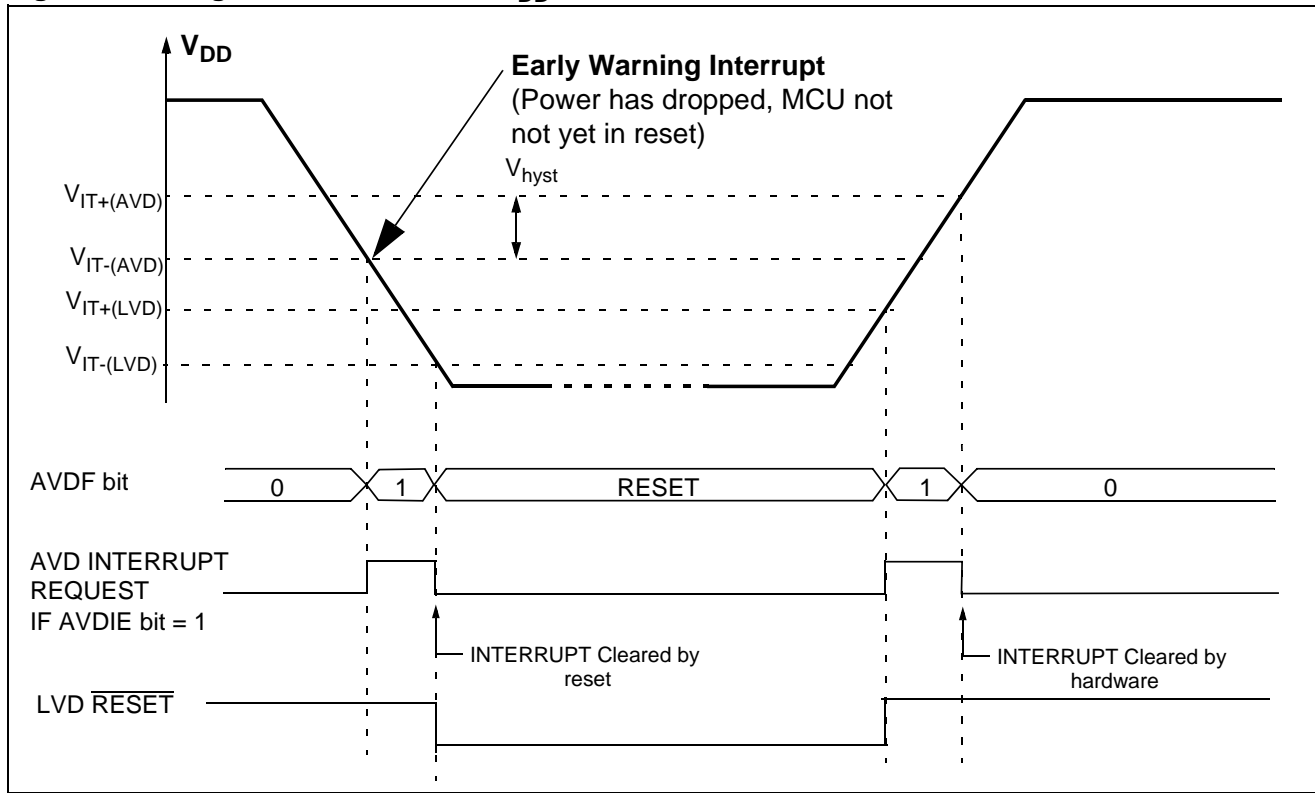 V_DD
Early Warning Interrupt
(Power has dropped, MCU not
not yet in reset)
V_hyst
V_IT+(AVD)
V_IT-(AVD)
V_IT+(LVD)
V_IT-(LVD)
AVDF bit
0
1
RESET
1
0
AVD INTERRUPT
REQUEST
IF AVDIE bit = 1
INTERRUPT Cleared by
reset
INTERRUPT Cleared by
hardware
LVD RESET